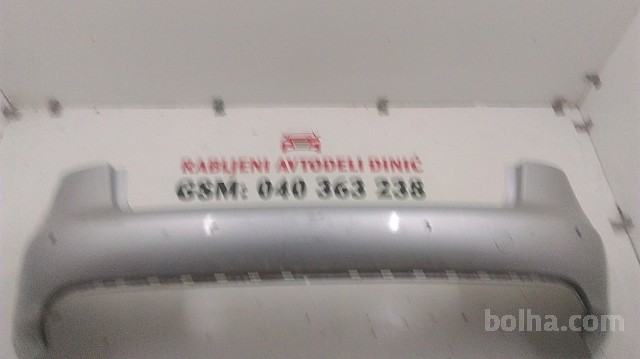 RABLJENI AVTODELI DINIĆ
GSM: 040 363 238
bolha.com